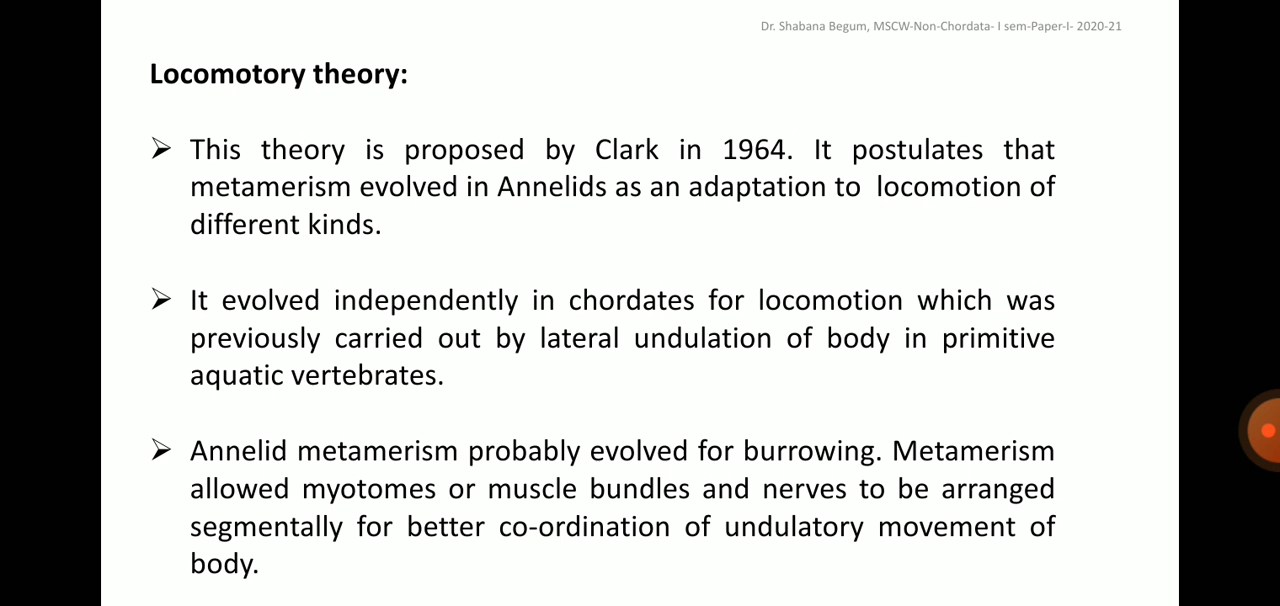 Dr. Shabana Begum, MSCW-Non-Chordata- I sem-Paper-I- 2020-21
Locomotory theory:
➢ This theory is proposed by Clark in 1964. It postulates that
metamerism evolved in Annelids as an adaptation to locomotion of
different kinds.
➢ It evolved independently in chordates for locomotion which was
previously carried out by lateral undulation of body in primitive
aquatic vertebrates.
➢ Annelid metamerism probably evolved for burrowing. Metamerism
allowed myotomes or muscle bundles and nerves to be arranged
segmentally for better co-ordination of undulatory movement of
body.